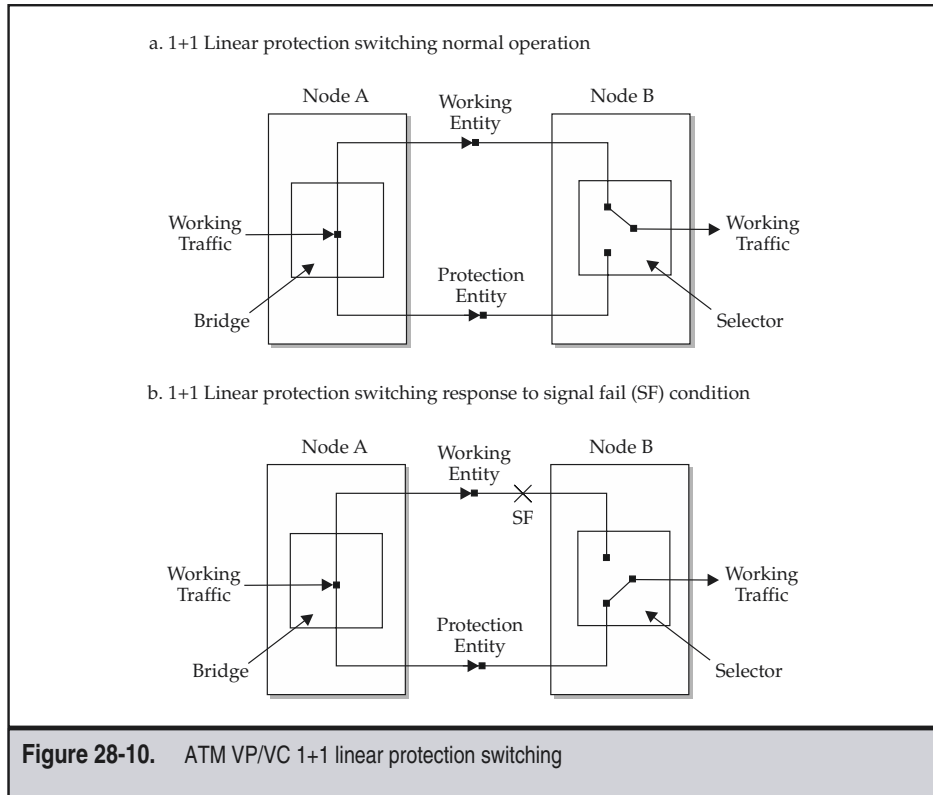 a. 1+1 Linear protection switching normal operation
Node A
Working
Entity
Node B
Working
Traffic
Working
Traffic
Bridge
Protection
Entity
Selector
b. 1+1 Linear protection switching response to signal fail (SF) condition
Node A
Working
Entity
Node B
SF
Working
Traffic
Working
Traffic
Bridge
Protection
Entity
Selector
Figure 28-10. ATM VP/VC 1+1 linear protection switching